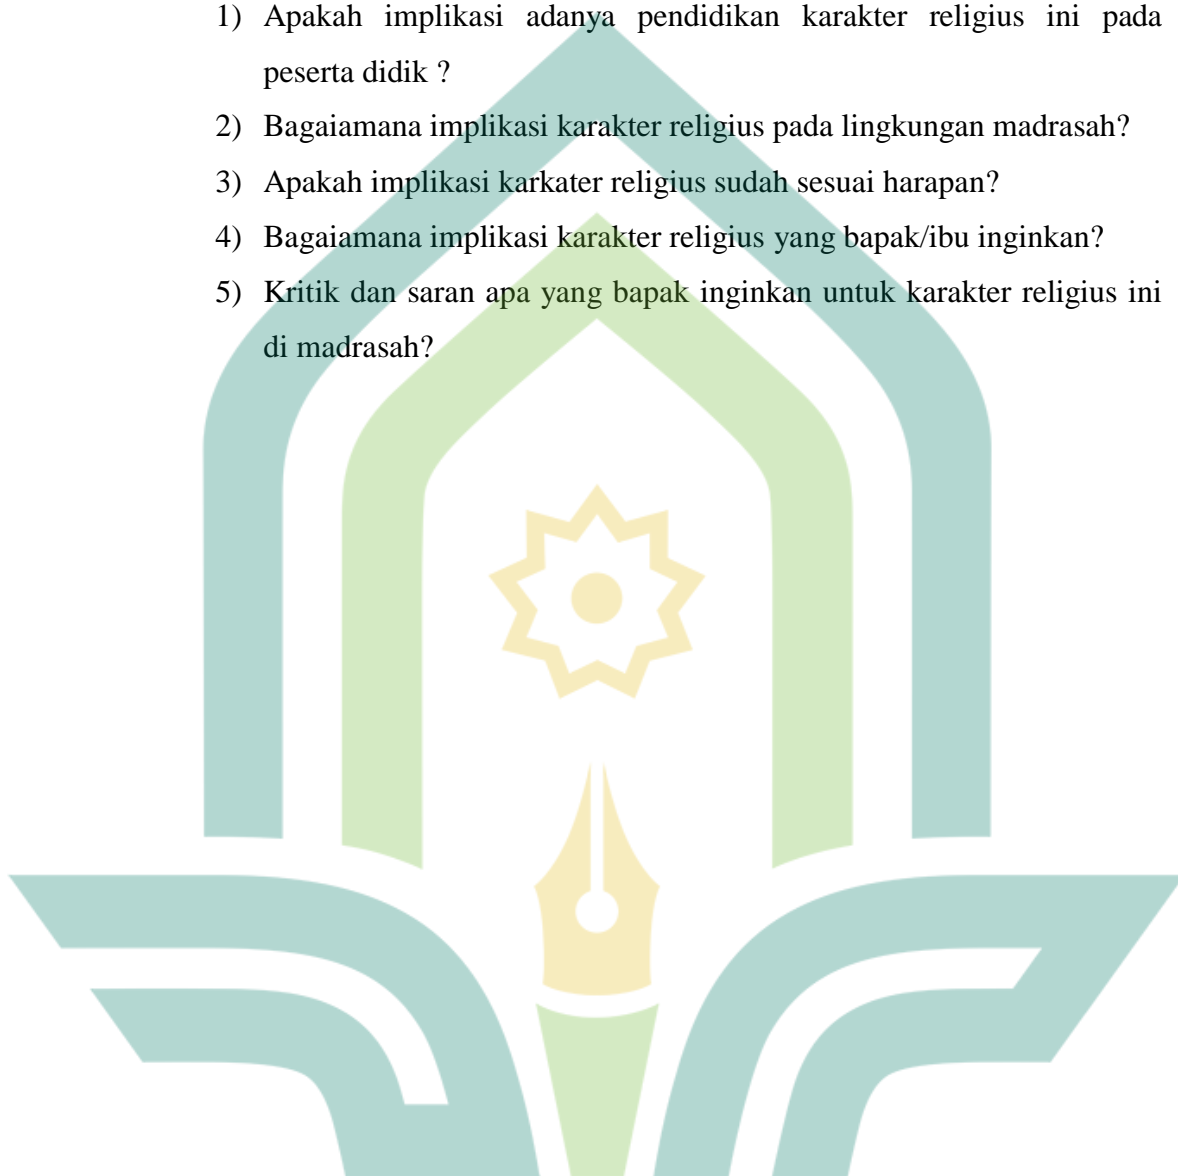 1) Apakah implikasi adanya pendidikan karakter religius ini pada
peserta didik ?
2) Bagaiamana implikasi karakter religius pada lingkungan madrasah?
3) Apakah implikasi karkater religius sudah sesuai harapan?
4) Bagaiamana implikasi karakter religius yang bapak/ibu inginkan?
5) Kritik dan saran apa yang bapak inginkan untuk karakter religius ini
di madrasah?